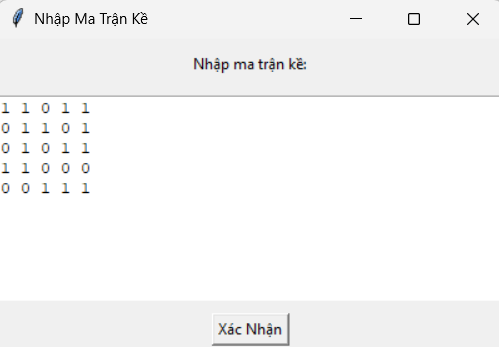 Nhập Ma Trận Kề
Nhập ma trận kề:
1 1 0 1 1
0 1 1 0 1
0 1 0 1 1
1 1 0 0 0
0 0 1 1 1
Xác Nhận